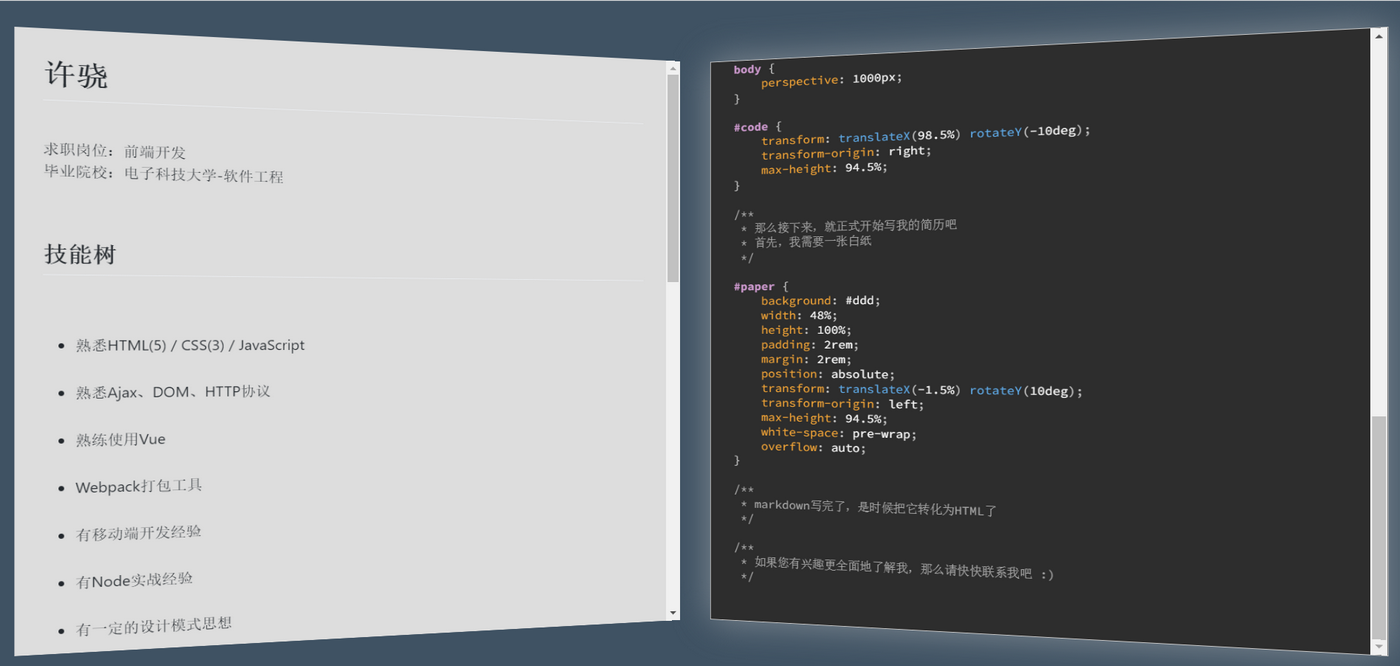 许骁
求职岗位：前端开发
毕业院校：电子科技大学-软件工程
技能树
熟悉HTML(5) / CSS(3) / JavaScript
熟悉Ajax、DOM、HTTP协议
熟练使用Vue
Webpack打包工具
有移动端开发经验
有Node实战经验
有一定的设计模式思想
body {
    perspective: 1000px;
}
#code {
    transform: translateX(98.5%) rotateY(-10deg);
    transform-origin: right;
    max-height: 94.5%;
}
/**
 * 那么接下来，就正式开始写我的简历吧
 * 首先，我需要一张白纸
 */
#paper {
    background: #ddd;
    width: 48%;
    height: 100%;
    padding: 2rem;
    margin: 2rem;
    position: absolute;
    transform: translateX(-1.5%) rotateY(10deg);
    transform-origin: left;
    max-height: 94.5%;
    white-space: pre-wrap;
    overflow: auto;
}
/**
 * markdown写完了，是时候把它转化为HTML了
 */
/**
 * 如果您有兴趣更全面地了解我，那么请快快联系我吧 :)
 */